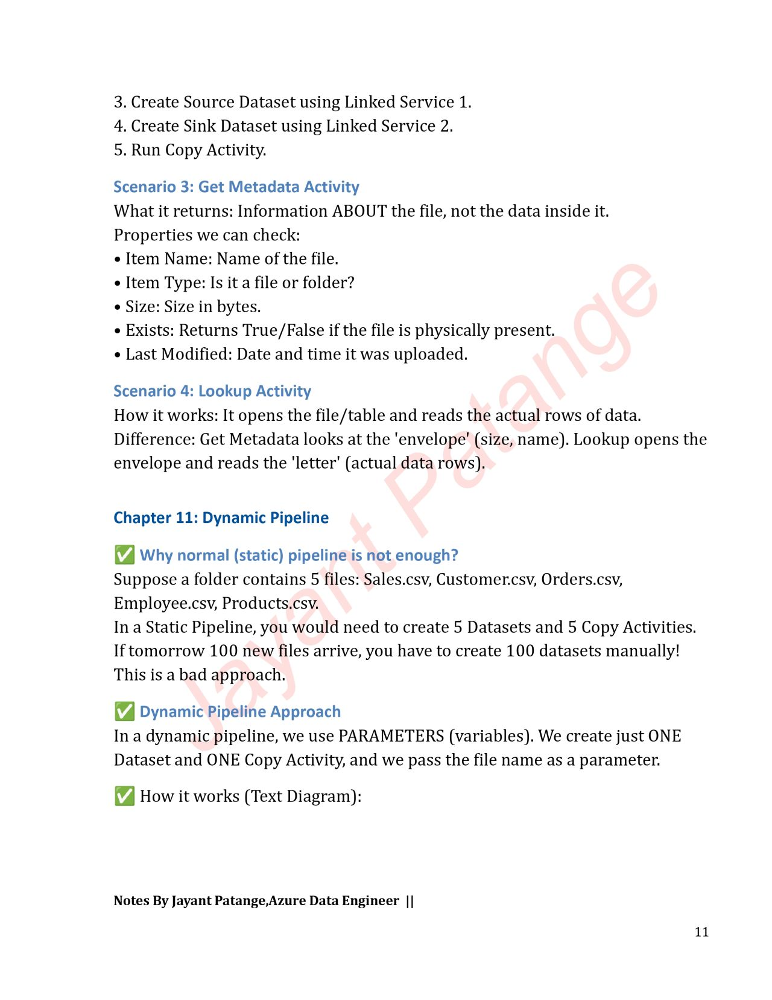 3. Create Source Dataset using Linked Service 1.
4. Create Sink Dataset using Linked Service 2.
5. Run Copy Activity.
Scenario 3: Get Metadata Activity
What it returns: Information ABOUT the file, not the data inside it.
Properties we can check:
• Item Name: Name of the file.
• Item Type: Is it a file or folder?
• Size: Size in bytes.
• Exists: Returns True/False if the file is physically present.
• Last Modified: Date and time it was uploaded.
Scenario 4: Lookup Activity
How it works: It opens the file/table and reads the actual rows of data.
Difference: Get Metadata looks at the 'envelope' (size, name). Lookup opens the
envelope and reads the 'letter' (actual data rows).
Chapter 11: Dynamic Pipeline
✅ Why normal (static) pipeline is not enough?
Suppose a folder contains 5 files: Sales.csv, Customer.csv, Orders.csv,
Employee.csv, Products.csv.
In a Static Pipeline, you would need to create 5 Datasets and 5 Copy Activities.
If tomorrow 100 new files arrive, you have to create 100 datasets manually!
This is a bad approach.
✅ Dynamic Pipeline Approach
In a dynamic pipeline, we use PARAMETERS (variables). We create just ONE
Dataset and ONE Copy Activity, and we pass the file name as a parameter.
✅ How it works (Text Diagram):
Jayant Patange
Notes By Jayant Patange,Azure Data Engineer ||
11